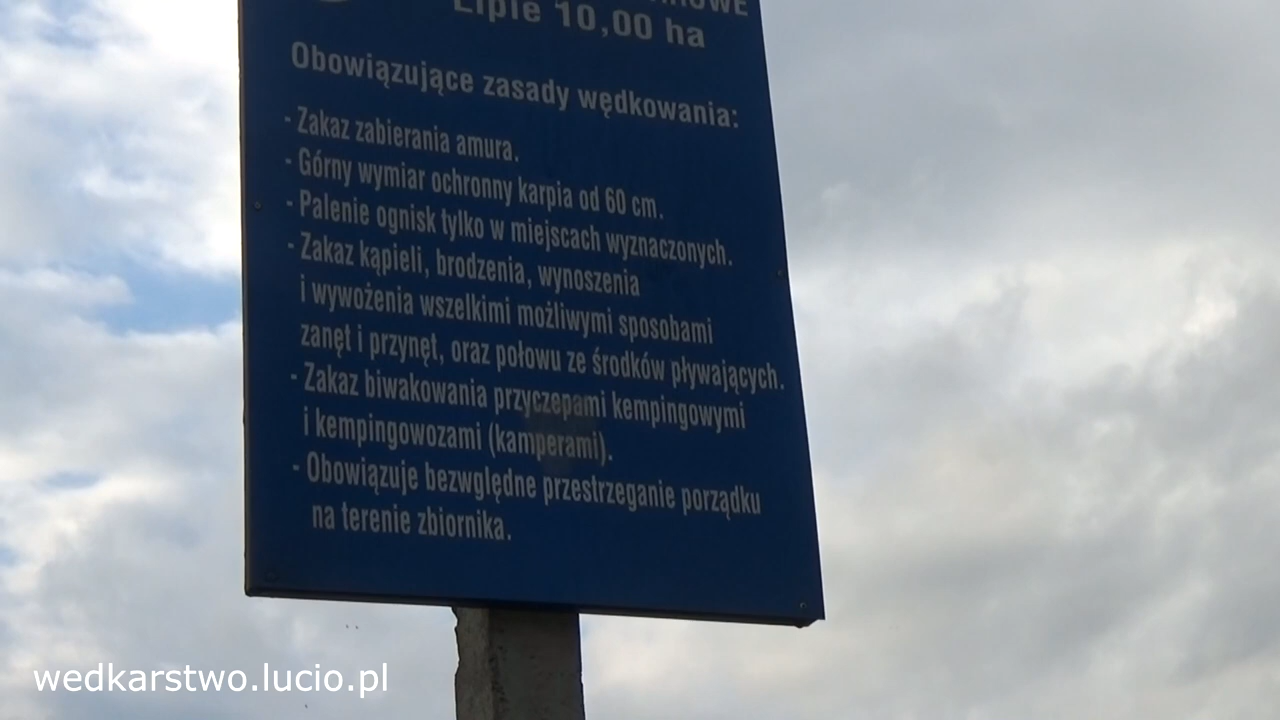 Lipie 10,00 ha
Obowiązujące zasady wędkowania:
- Zakaz zabierania amura.
- Górny wymiar ochronny karpia od 60 cm.
- Palenie ognisk tylko w miejscach wyznaczonych.
- Zakaz kąpieli, brodzenia, wynoszenia
i wywożenia wszelkimi możliwymi sposobami
zanęt i przynęt, oraz połowu ze środków pływających.
- Zakaz biwakowania przyczepami kempingowymi
i kempingowozami (kamperami).
- Obowiązuje bezwględne przestrzeganie porządku
na terenie zbiornika.
wedkarstwo.lucio.pl